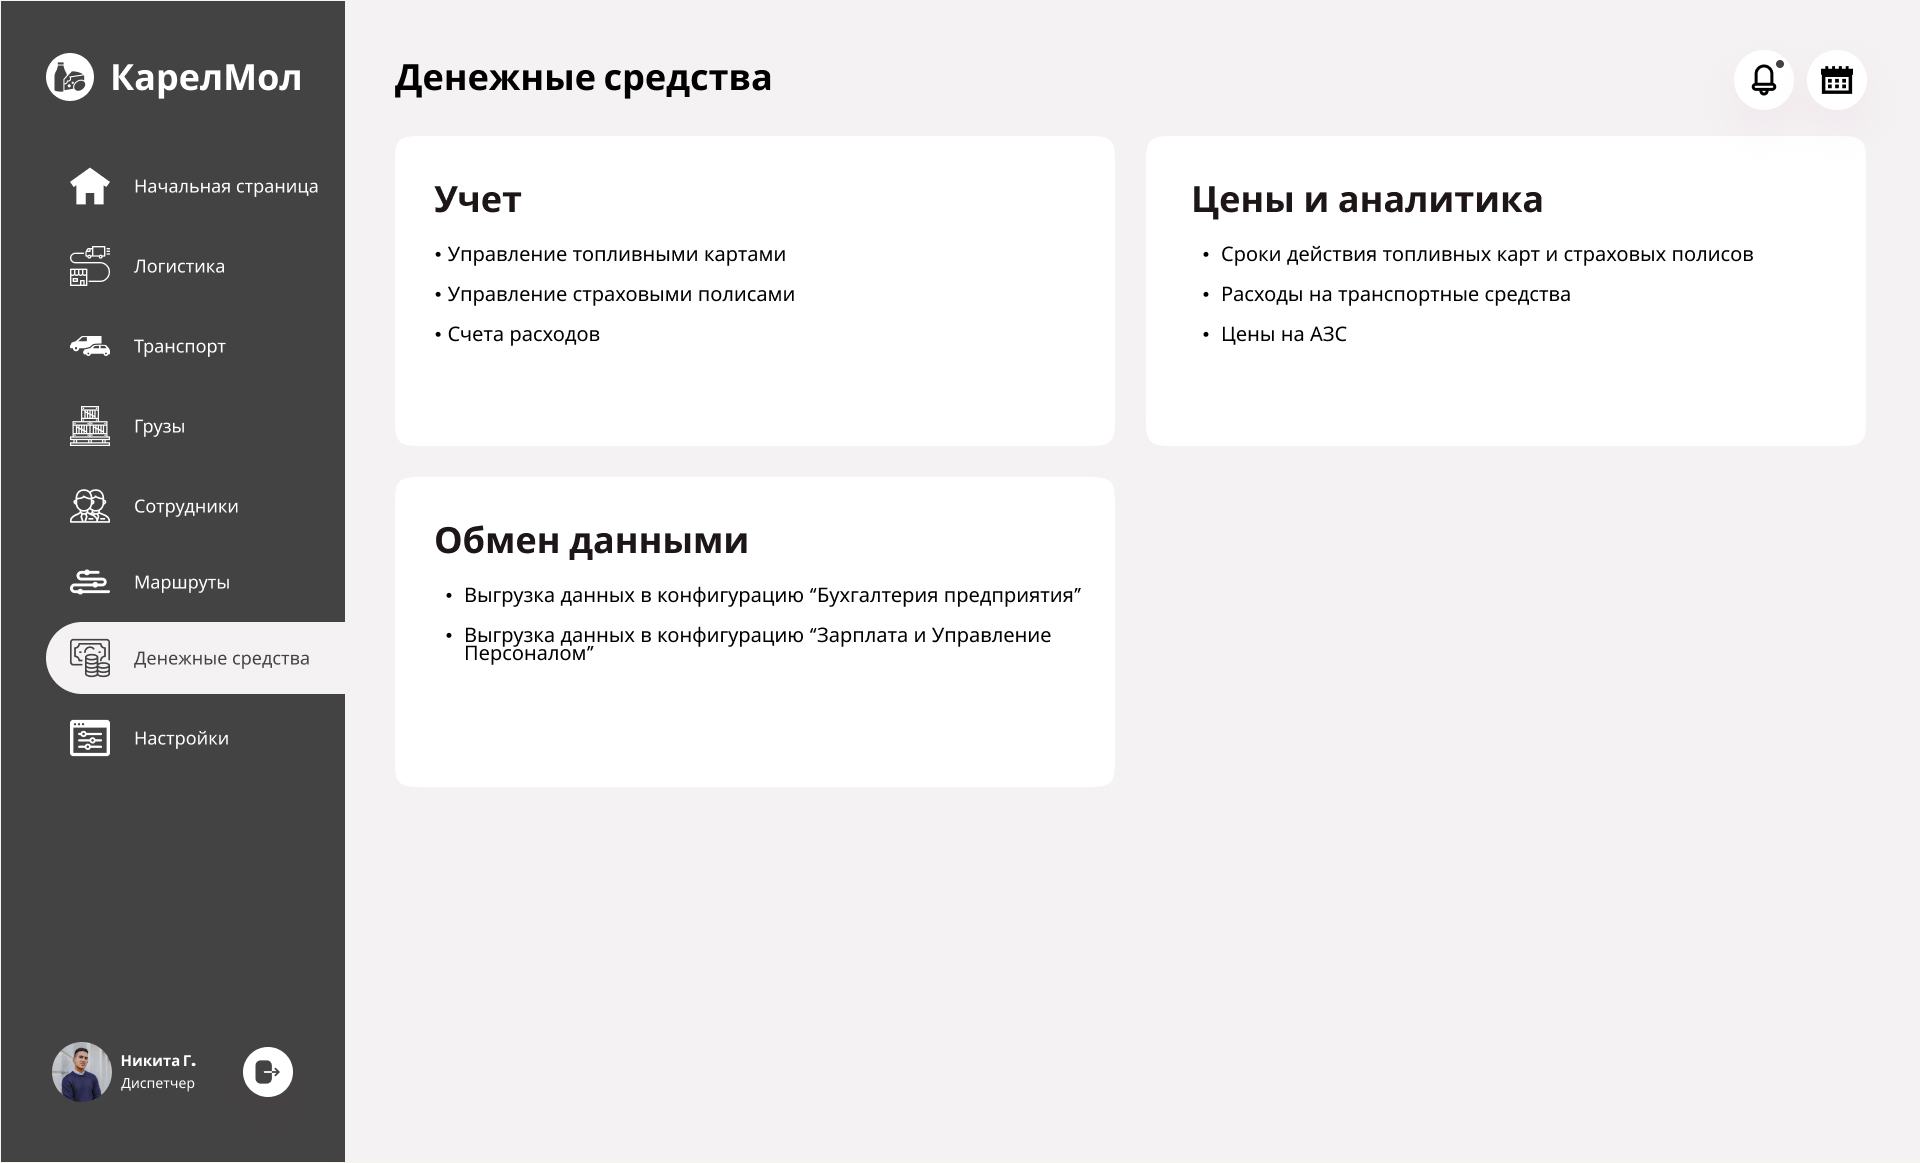 КарелМол
Начальная страница
Логистика
Транспорт
Грузы
Сотрудники
Маршруты
Денежные средства
Настройки
Никита Г.
Диспетчер
Денежные средства
Учет
• Управление топливными картами
• Управление страховыми полисами
• Счета расходов
Цены и аналитика
• Сроки действия топливных карт и страховых полисов
• Расходы на транспортные средства
• Цены на АЗС
Обмен данными
• Выгрузка данных в конфигурацию “Бухгалтерия предприятия”
• Выгрузка данных в конфигурацию “Зарплата и Управление
Персоналом”